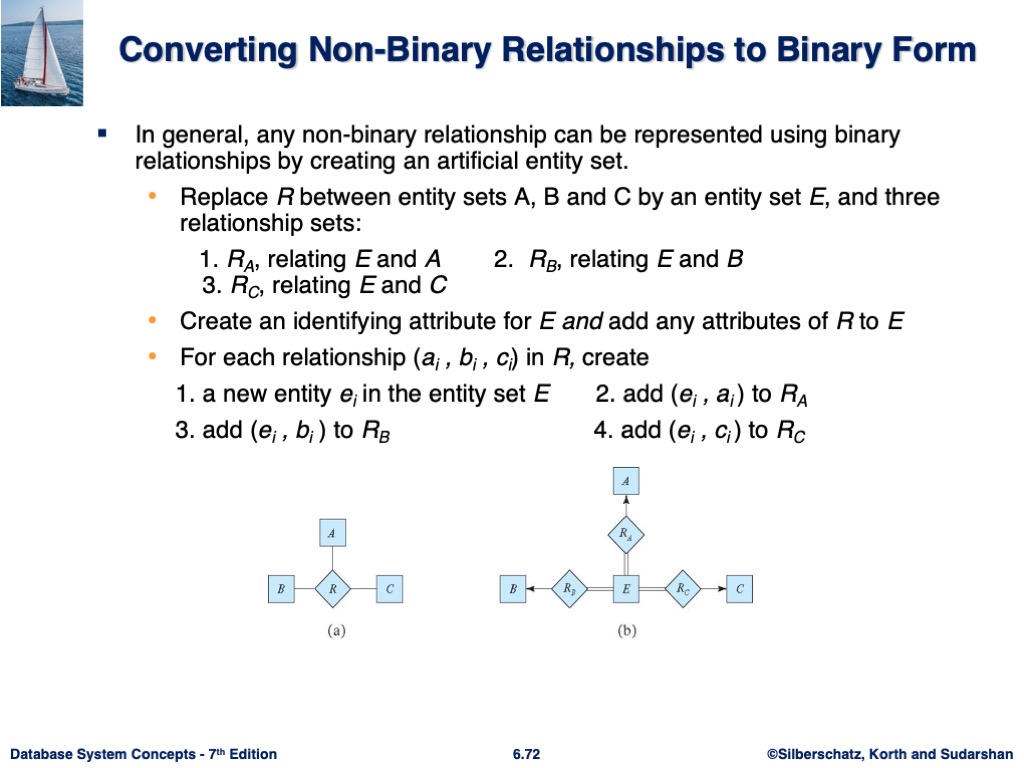 Converting Non-Binary Relationships to Binary Form
▪ In general, any non-binary relationship can be represented using binary
relationships by creating an artificial entity set.
• Replace R between entity sets A, B and C by an entity set E, and three
relationship sets:
1. R_A, relating E and A 2. R_B, relating E and B
3. R_C, relating E and C
• Create an identifying attribute for E and add any attributes of R to E
• For each relationship (a_i , b_i , c_i) in R, create
1. a new entity e_i in the entity set E 2. add (e_i , a_i ) to R_A
3. add (e_i , b_i ) to R_B 4. add (e_i , c_i ) to R_C
A
B R C
(a)
A
R_A
B R_B E R_C C
(b)
Database System Concepts - 7th Edition 6.72 ©Silberschatz, Korth and Sudarshan